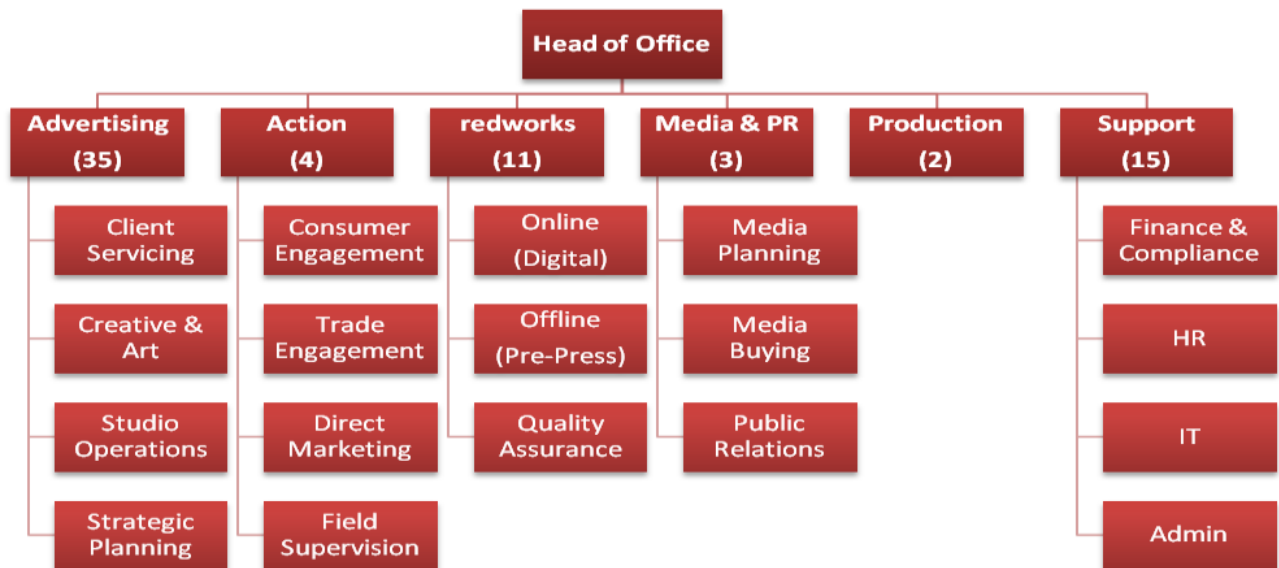 Head of Office
Advertising
(35)
Action
(4)
redworks
(11)
Media & PR
(3)
Production
(2)
Support
(15)
Client
Servicing
Creative &
Art
Studio
Operations
Strategic
Planning
Consumer
Engagement
Trade
Engagement
Direct
Marketing
Field
Supervision
Online
(Digital)
Offline
(Pre-Press)
Quality
Assurance
Media
Planning
Media
Buying
Public
Relations
Finance &
Compliance
HR
IT
Admin